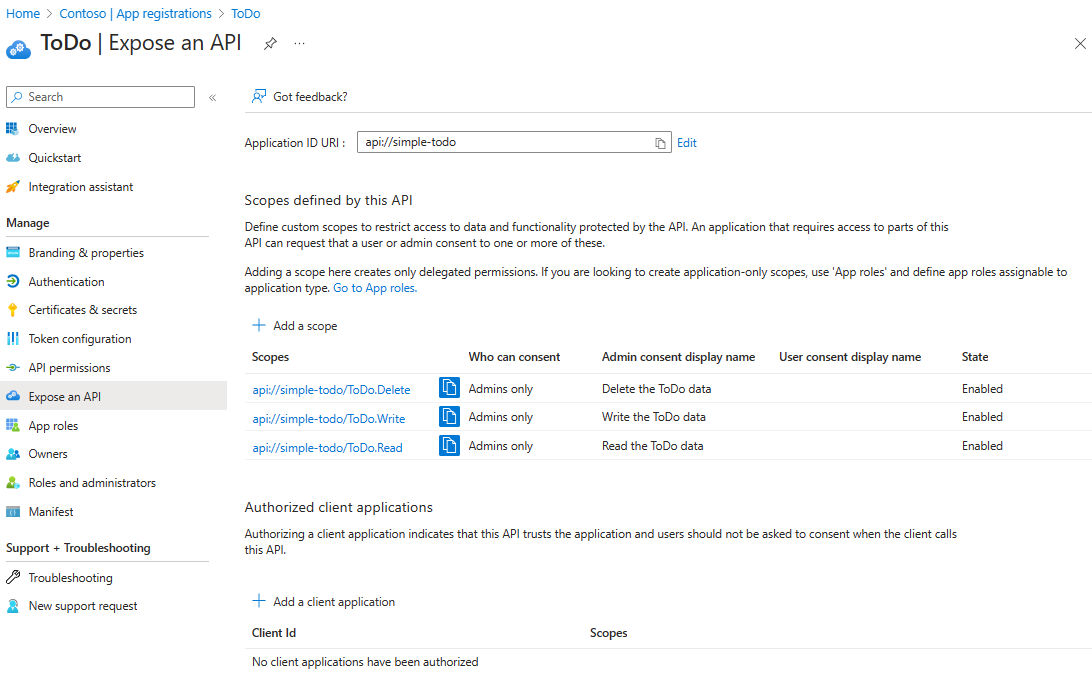 Home > Contoso | App registrations > ToDo
ToDo | Expose an API ...
Search «
Overview
Quickstart
Integration assistant
Manage
Branding & properties
Authentication
Certificates & secrets
Token configuration
API permissions
Expose an API
App roles
Owners
Roles and administrators
Manifest
Support + Troubleshooting
Troubleshooting
New support request
Got feedback?
Application ID URI : api://simple-todo Edit
Scopes defined by this API
Define custom scopes to restrict access to data and functionality protected by the API. An application that requires access to parts of this
API can request that a user or admin consent to one or more of these.
Adding a scope here creates only delegated permissions. If you are looking to create application-only scopes, use 'App roles' and define app roles assignable to
application type. Go to App roles.
Add a scope
Scopes Who can consent Admin consent display name User consent display name State
api://simple-todo/ToDo.Delete Admins only Delete the ToDo data Enabled
api://simple-todo/ToDo.Write Admins only Write the ToDo data Enabled
api://simple-todo/ToDo.Read Admins only Read the ToDo data Enabled
Authorized client applications
Authorizing a client application indicates that this API trusts the application and users should not be asked to consent when the client calls
this API.
Add a client application
Client Id Scopes
No client applications have been authorized